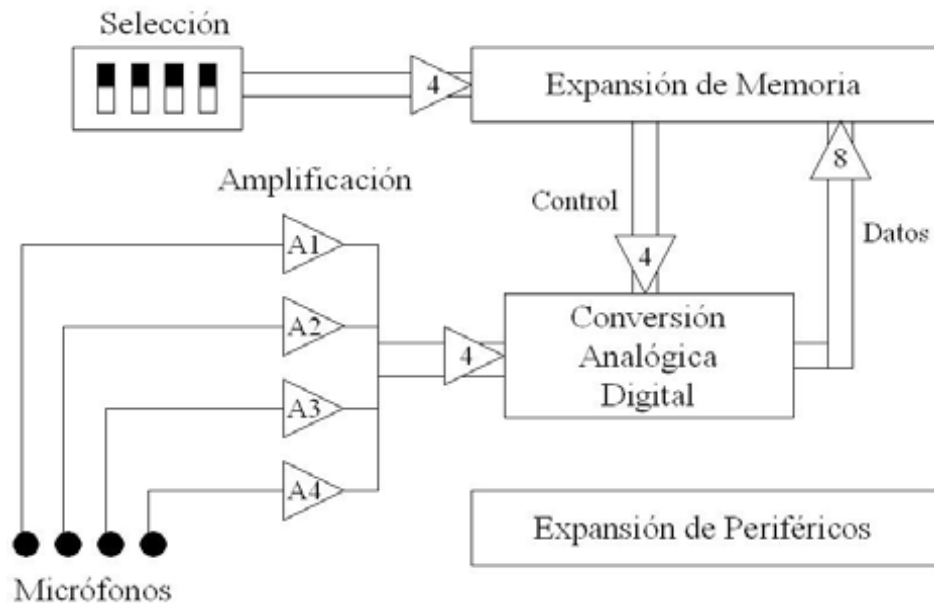 Selección
4
Expansión de Memoria
8
Amplificación
Control
Datos
A1
4
A2
Conversión
Analógica
Digital
4
A3
A4
Expansión de Periféricos
Micrófonos